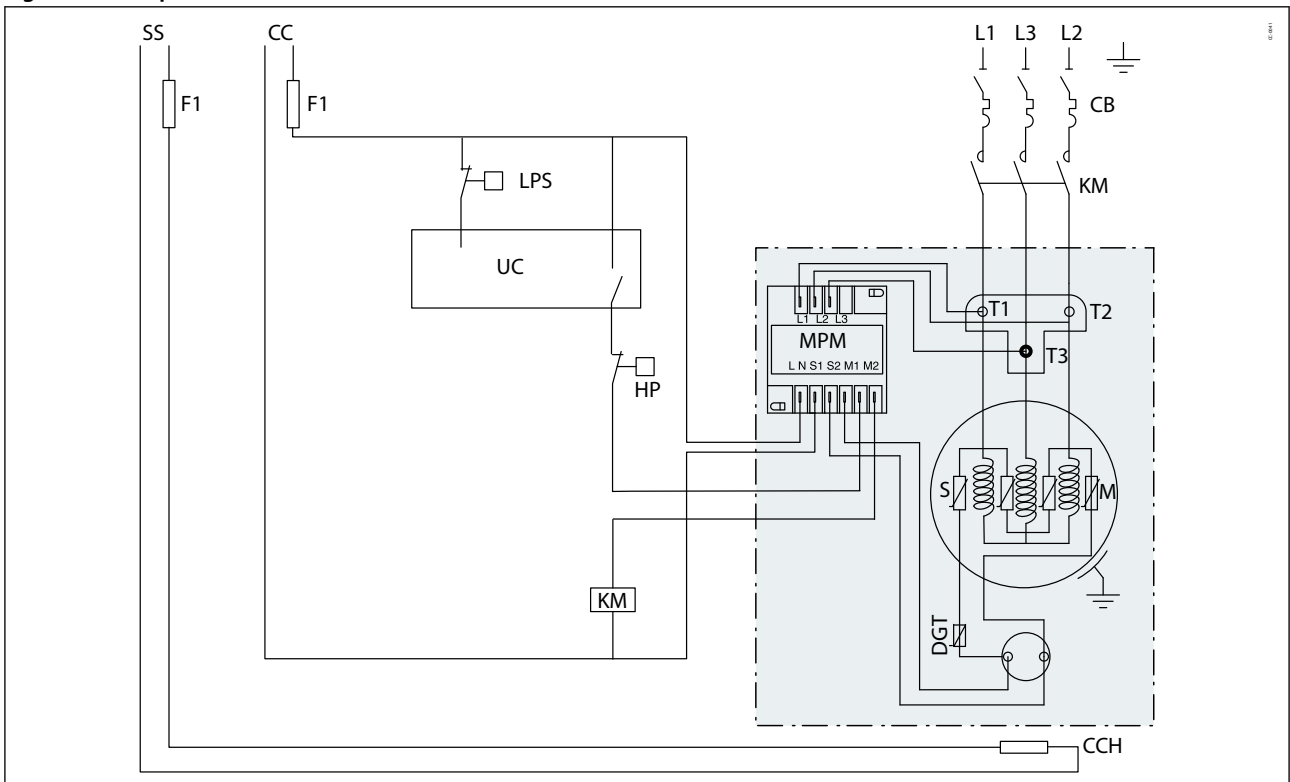 SS
CC
L1 L3 L2
F1
F1
CB
LPS
KM
UC
T1
T2
L1 L2 L3
MPM
T3
L N S1 S2 M1 M2
HP
S
M
KM
DGT
CCH